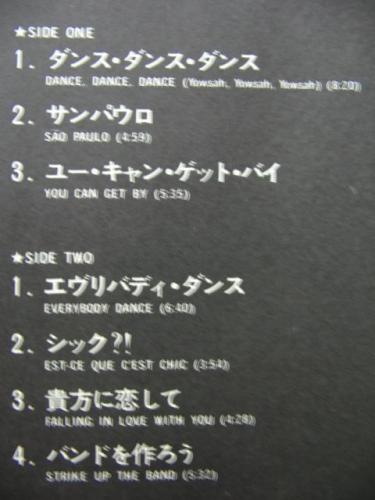 ★SIDE ONE
1. ダンス・ダンス・ダンス
DANCE, DANCE, DANCE (Yowsah, Yowsah, Yowsah) (8:20)
2. サンパウロ
SÃO PAULO (4:59)
3. ユー・キャン・ゲット・バイ
YOU CAN GET BY (5:35)
★SIDE TWO
1. エヴリバディ・ダンス
EVERYBODY DANCE (6:40)
2. シック?!
EST-CE QUE C'EST CHIC (3:54)
3. 貴方に恋して
FALLING IN LOVE WITH YOU (4:28)
4. バンドを作ろう
STRIKE UP THE BAND (5:32)